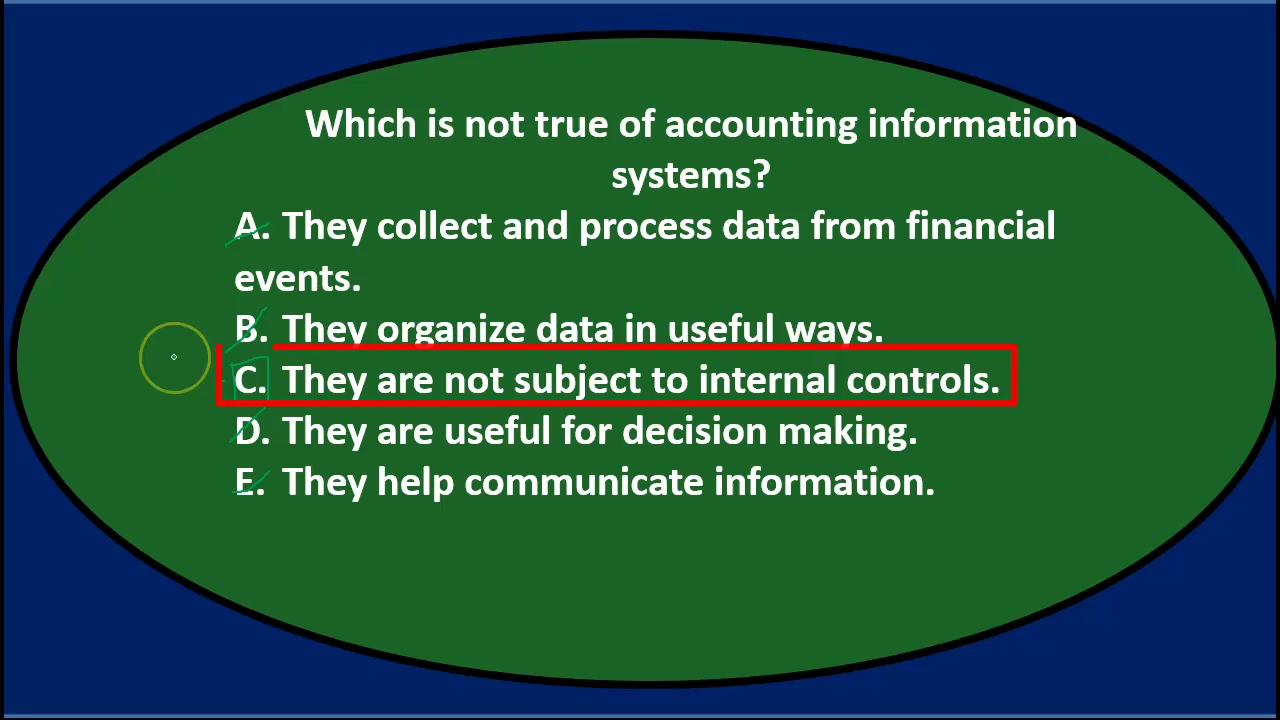 Which is not true of accounting information
systems?
A. They collect and process data from financial
events.
B. They organize data in useful ways.
C. They are not subject to internal controls.
D. They are useful for decision making.
E. They help communicate information.